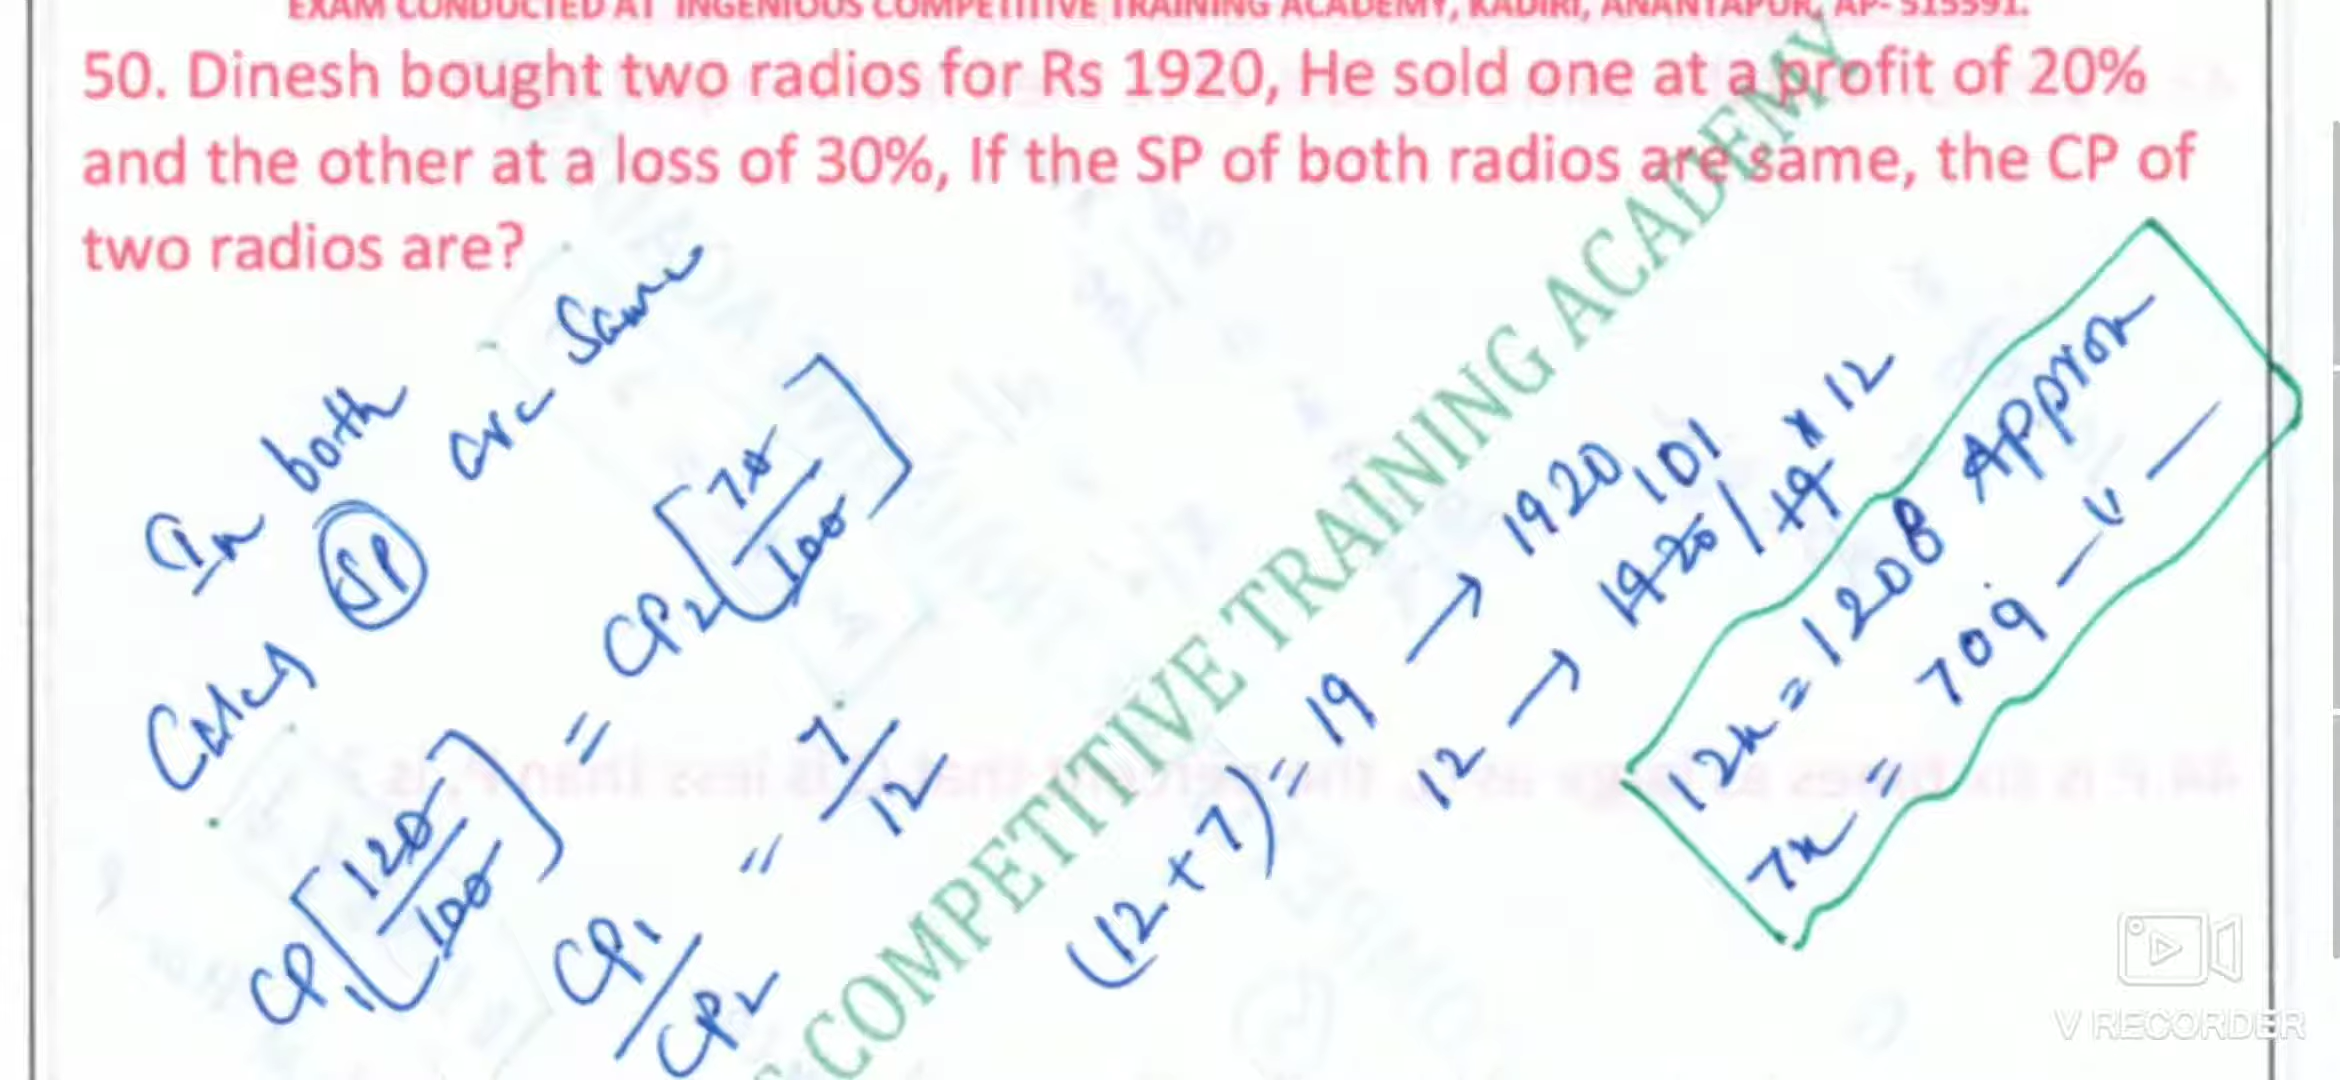 EXAM CONDUCTED AT INGENIOUS COMPETITIVE TRAINING ACADEMY, KADIRI, ANANTAPUR, AP- 515591.
50. Dinesh bought two radios for Rs 1920, He sold one at a profit of 20%
and the other at a loss of 30%, If the SP of both radios are same, the CP of
two radios are?
In both
Cases SP are same
CP₁[120/100] = CP₂[70/100]
CP₁/CP₂ = 7/12
(12+7) = 19 → 1920
12 → 1920/19 × 12
101
12x = 1208 Approx
7x = 709 —"—
COMPETITIVE TRAINING ACADEMY
V RECORDER